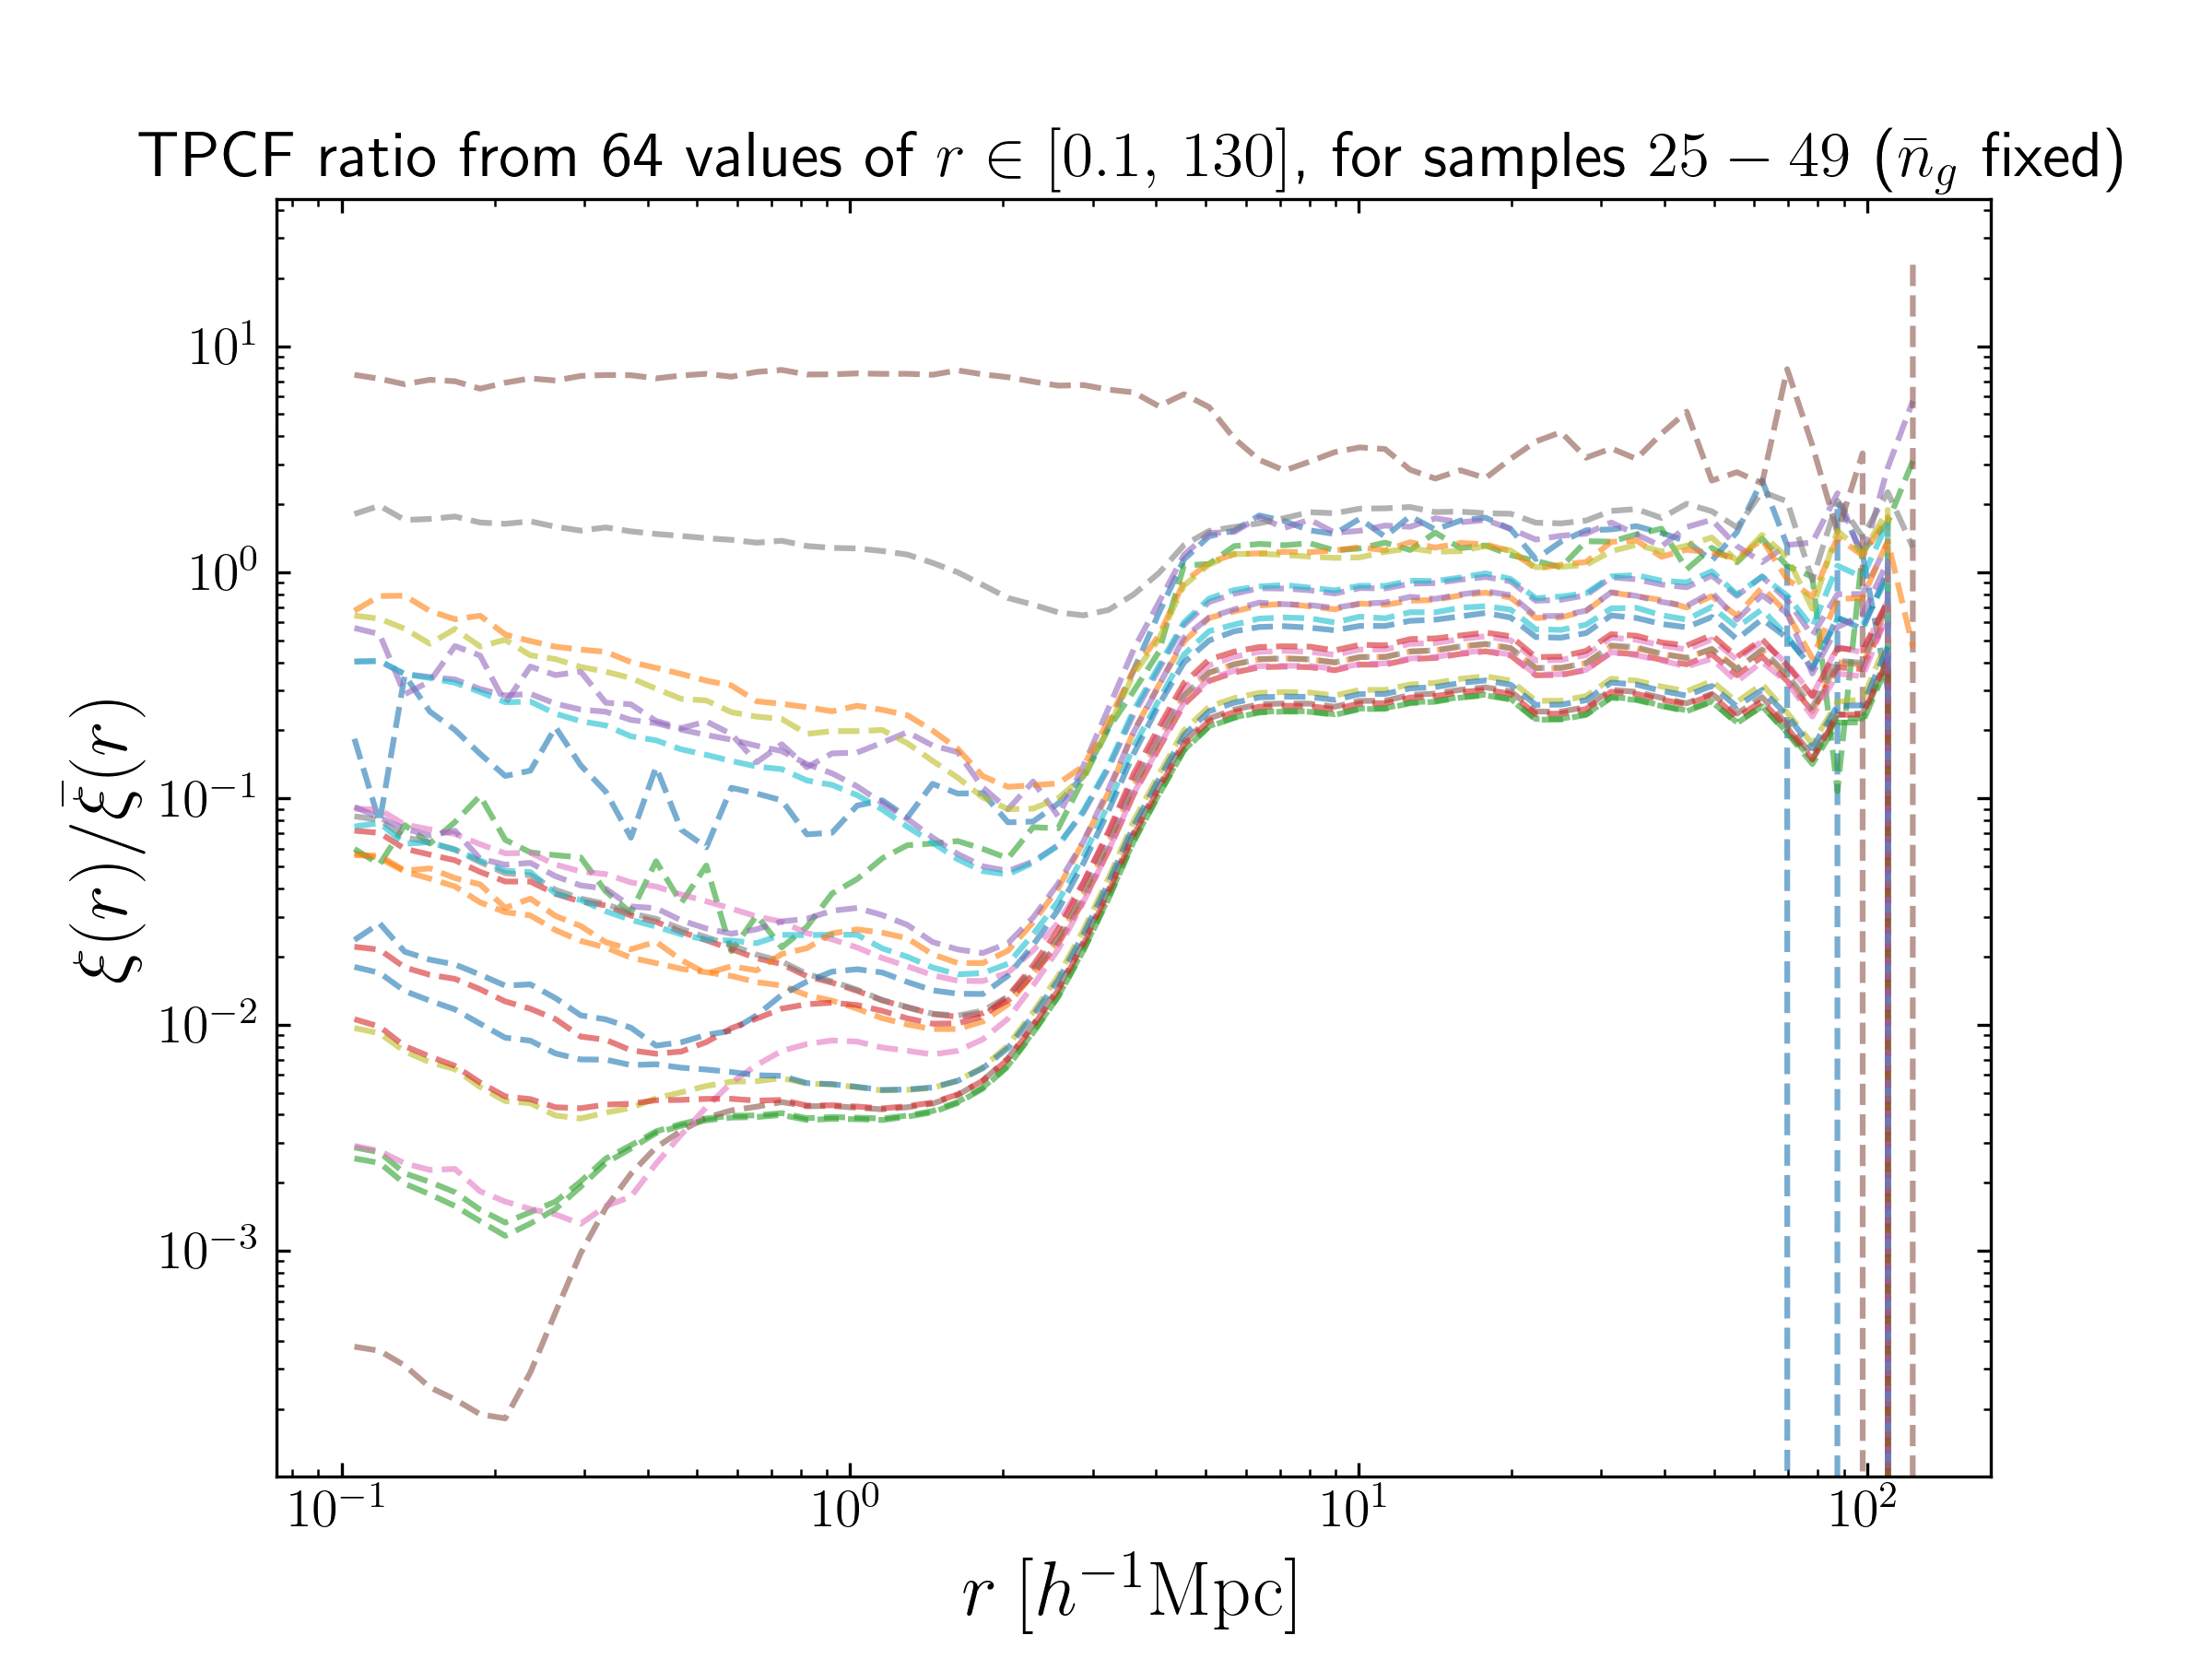 TPCF ratio from 64 values of r ∈ [0.1, 130], for samples 25 − 49 (n̄_g fixed)
10^1
10^0
10^−1
10^−2
10^−3
ξ(r)/ξ̄(r)
10^−1 10^0 10^1 10^2
r [h^−1Mpc]